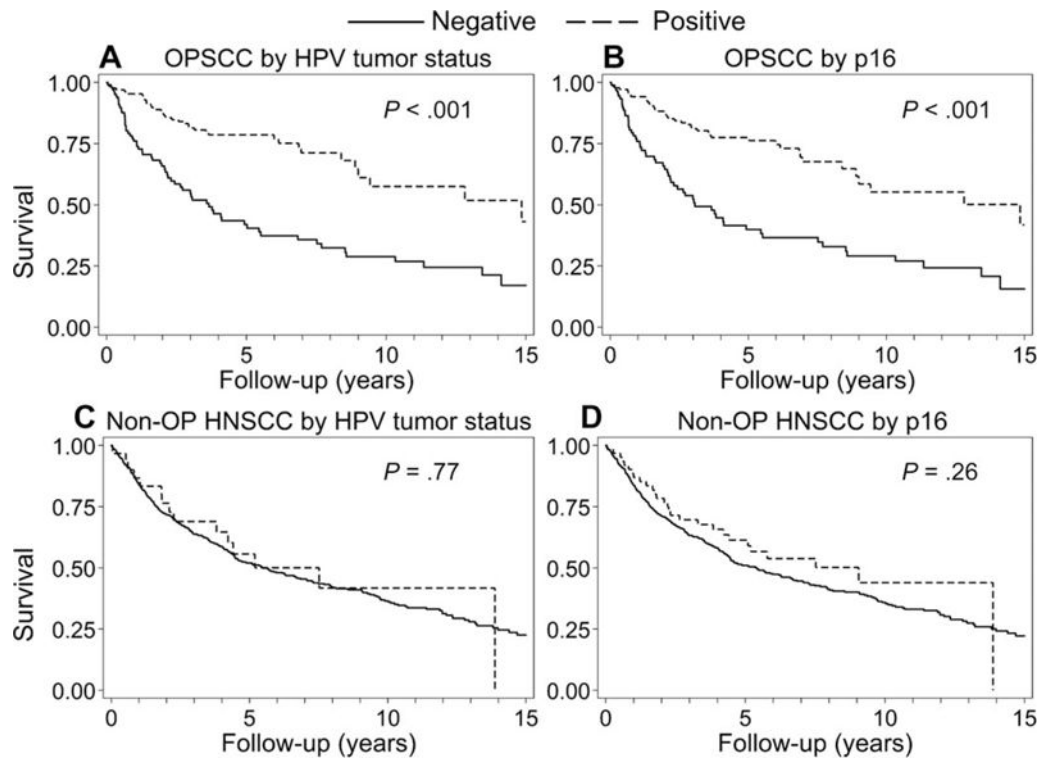 Negative Positive
A OPSCC by HPV tumor status
B OPSCC by p16
1.00
0.75
0.50
0.25
0.00
Survival
P < .001
0 5 10 15
Follow-up (years)
1.00
0.75
0.50
0.25
0.00
P < .001
0 5 10 15
Follow-up (years)
C Non-OP HNSCC by HPV tumor status
D Non-OP HNSCC by p16
1.00
0.75
0.50
0.25
0.00
Survival
P = .77
0 5 10 15
Follow-up (years)
1.00
0.75
0.50
0.25
0.00
P = .26
0 5 10 15
Follow-up (years)